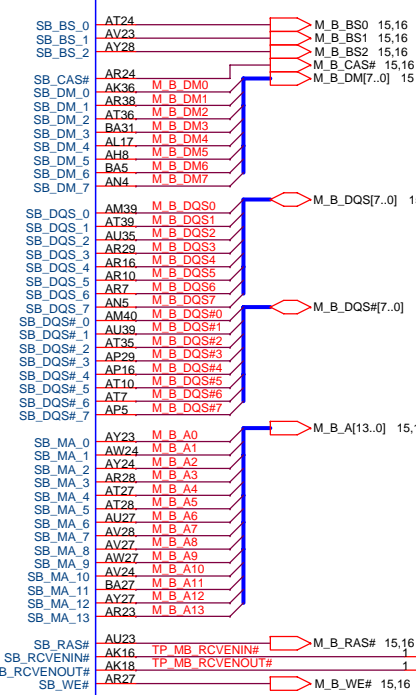 SB_BS_0 AT24 M_B_BS0 15,16
SB_BS_1 AV23 M_B_BS1 15,16
SB_BS_2 AY28 M_B_BS2 15,16
SB_CAS# AR24 M_B_CAS# 15,16
SB_DM_0 AK36 M_B_DM0 M_B_DM[7..0] 15
SB_DM_1 AR38 M_B_DM1
SB_DM_2 AT36 M_B_DM2
SB_DM_3 BA31 M_B_DM3
SB_DM_4 AL17 M_B_DM4
SB_DM_5 AH8 M_B_DM5
SB_DM_6 BA5 M_B_DM6
SB_DM_7 AN4 M_B_DM7
SB_DQS_0 AM39 M_B_DQS0 M_B_DQS[7..0]
SB_DQS_1 AT39 M_B_DQS1
SB_DQS_2 AU35 M_B_DQS2
SB_DQS_3 AR29 M_B_DQS3
SB_DQS_4 AR16 M_B_DQS4
SB_DQS_5 AR10 M_B_DQS5
SB_DQS_6 AR7 M_B_DQS6
SB_DQS_7 AN5 M_B_DQS7
SB_DQS#_0 AM40 M_B_DQS#0 M_B_DQS#[7..0]
SB_DQS#_1 AU39 M_B_DQS#1
SB_DQS#_2 AT35 M_B_DQS#2
SB_DQS#_3 AP29 M_B_DQS#3
SB_DQS#_4 AP16 M_B_DQS#4
SB_DQS#_5 AT10 M_B_DQS#5
SB_DQS#_6 AT7 M_B_DQS#6
SB_DQS#_7 AP5 M_B_DQS#7
SB_MA_0 AY23 M_B_A0 M_B_A[13..0] 15,
SB_MA_1 AW24 M_B_A1
SB_MA_2 AY24 M_B_A2
SB_MA_3 AR28 M_B_A3
SB_MA_4 AT27 M_B_A4
SB_MA_5 AT28 M_B_A5
SB_MA_6 AU27 M_B_A6
SB_MA_7 AV28 M_B_A7
SB_MA_8 AV27 M_B_A8
SB_MA_9 AW27 M_B_A9
SB_MA_10 AV24 M_B_A10
SB_MA_11 BA27 M_B_A11
SB_MA_12 AY27 M_B_A12
SB_MA_13 AR23 M_B_A13
SB_RAS# AU23 M_B_RAS# 15,16
SB_RCVENIN# AK16 TP_MB_RCVENIN# 1
B_RCVENOUT# AK18 TP_MB_RCVENOUT# 1
SB_WE# AR27 M_B_WE# 15,16